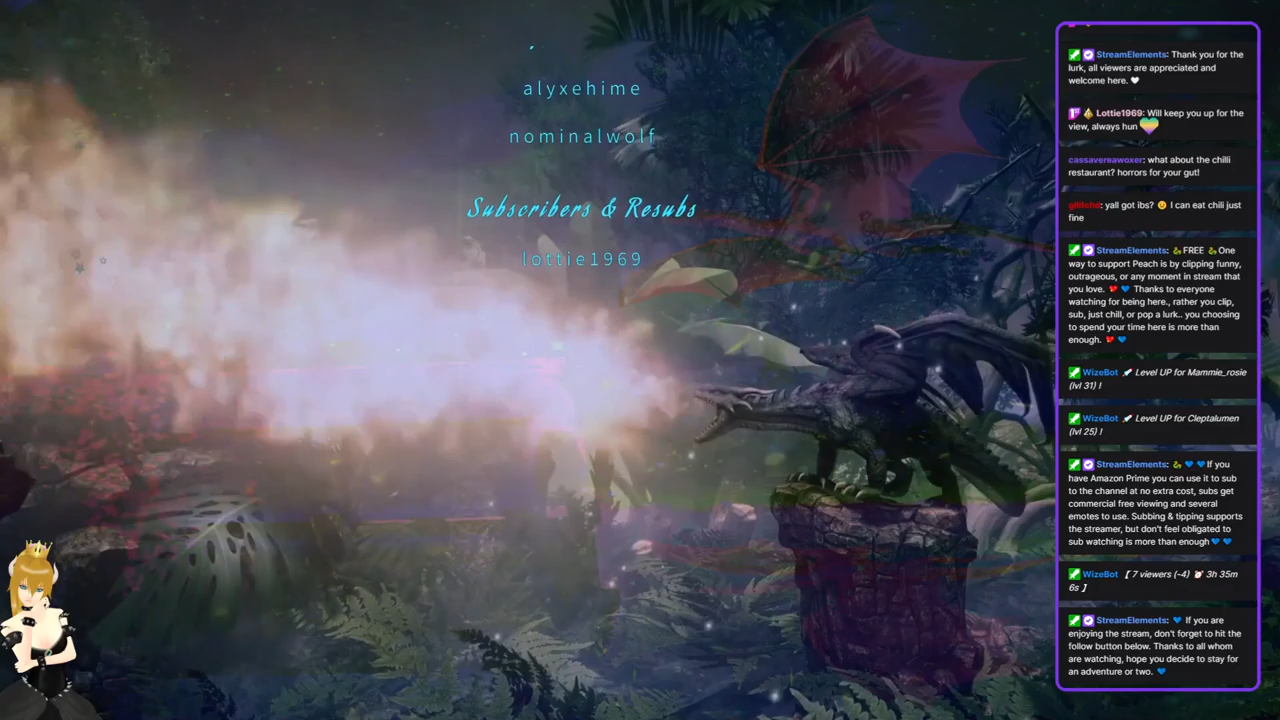 alyxehime
nominalwolf
Subscribers & Resubs
lottie1969
StreamElements: Thank you for the
lurk, all viewers are appreciated and
welcome here. 🤍
Lottie1969: Will keep you up for the
view, always hun
cassavereawoxer: what about the chilli
restaurant? horrors for your gut!
gllitchd: yall got ibs? 😉 I can eat chili just
fine
StreamElements: 🐍FREE 🐍One
way to support Peach is by clipping funny,
outrageous, or any moment in stream that
you love. 💖 💙 Thanks to everyone
watching for being here., rather you clip,
sub, just chill, or pop a lurk.. you choosing
to spend your time here is more than
enough. 💖 💙
WizeBot 🚀 Level UP for Mammie_rosie
(lvl 31) !
WizeBot 🚀 Level UP for Cleptalumen
(lvl 25) !
StreamElements: 🐍 💙 💙If you
have Amazon Prime you can use it to sub
to the channel at no extra cost, subs get
commercial free viewing and several
emotes to use. Subbing & tipping supports
the streamer, but don't feel obligated to
sub watching is more than enough💙 💙
WizeBot 【 7 viewers (-4) ⏰ 3h 35m
6s 】
StreamElements: 💙 If you are
enjoying the stream, don't forget to hit the
follow button below. Thanks to all whom
are watching, hope you decide to stay for
an adventure or two. 💙